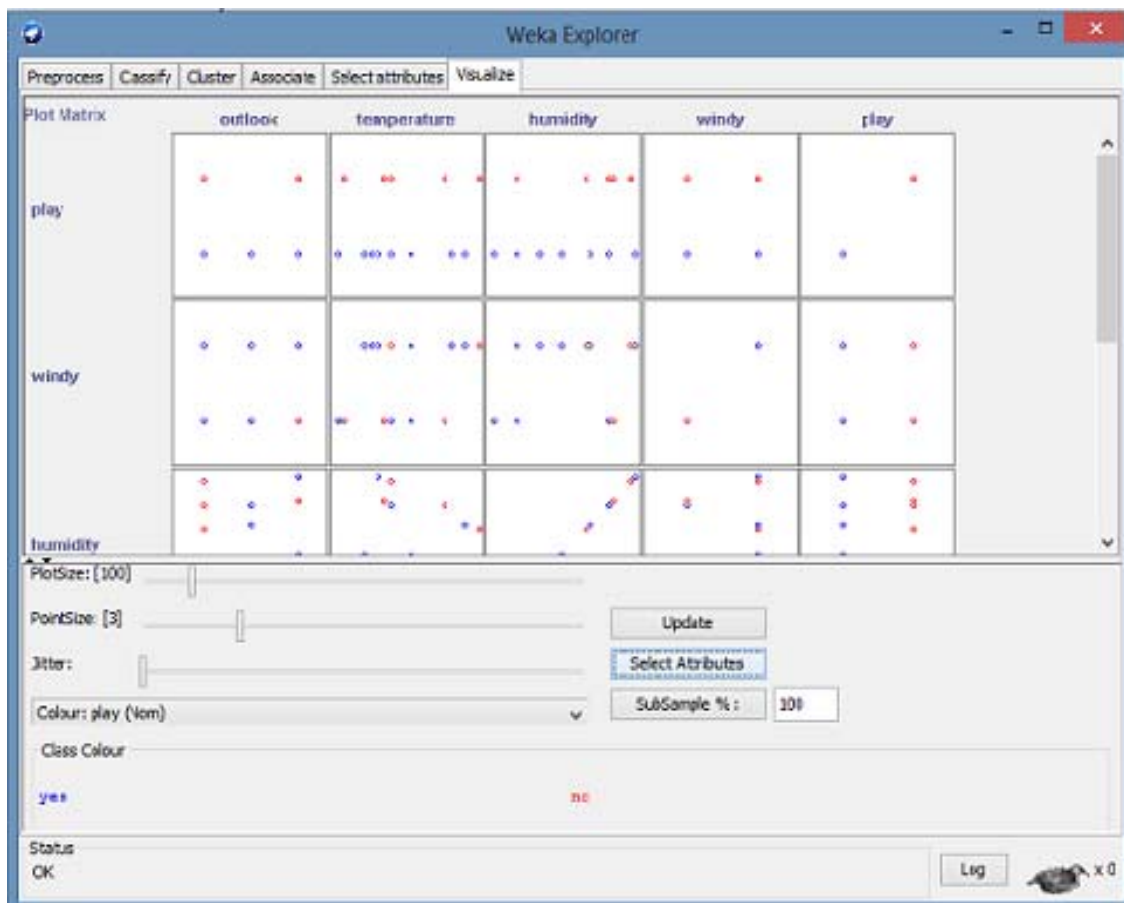 Weka Explorer
Preprocess Classify Cluster Associate Select attributes Visualize
Plot Matrix outlook temperature humidity windy play
play
windy
humidity
PlotSize: [100]
PointSize: [3]
Update
Jitter:
Select Attributes
Colour: play (Nom)
SubSample % : 100
Class Colour
yes no
Status
OK
Log x 0